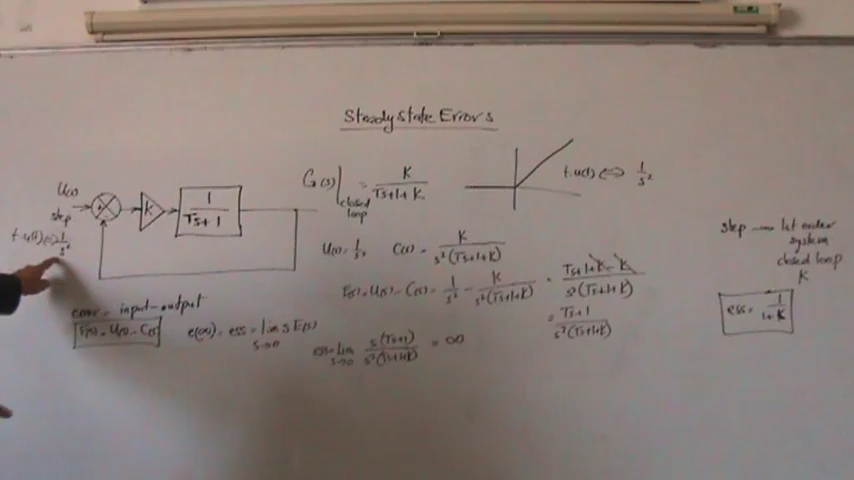 Steady state Errors
U(s)
step
t.u(t) ⇔ 1/s²
K
1/(Ts+1)
G(s)|closed loop = K/(Ts+1+K)
t.u(t) ⇔ 1/s²
U(s) = 1/s² C(s) = K/(s²(Ts+1+K))
E(s) = U(s) - C(s) = 1/s² - K/(s²(Ts+1+K)) = (Ts+1+K-K)/(s²(Ts+1+K))
= (Ts+1)/(s²(Ts+1+K))
error = input - output
E(s) = U(s) - C(s)
e(∞) = ess = lim s E(s)
s→0
ess = lim s(Ts+1)/(s²(Ts+1+K)) = ∞
s→0
step → 1st order
system
closed loop
K
ess = 1/(1+K)